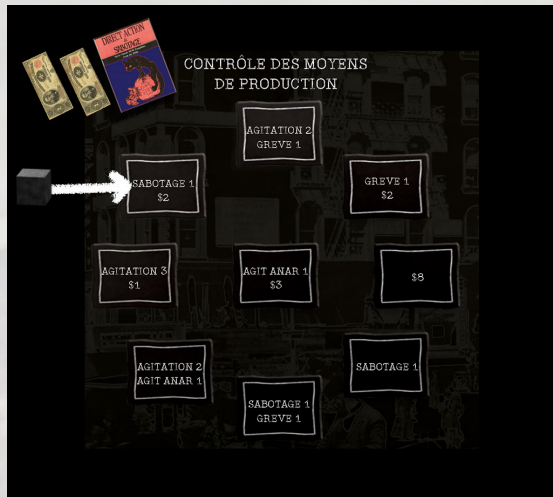 DIRECT ACTION
&
SABOTAGE
CONTRÔLE DES MOYENS
DE PRODUCTION
AGITATION 2
GREVE 1
SABOTAGE 1
$2
GREVE 1
$2
AGITATION 3
$1
AGIT ANAR 1
$3
$8
AGITATION 2
AGIT ANAR 1
SABOTAGE 1
SABOTAGE 1
GREVE 1